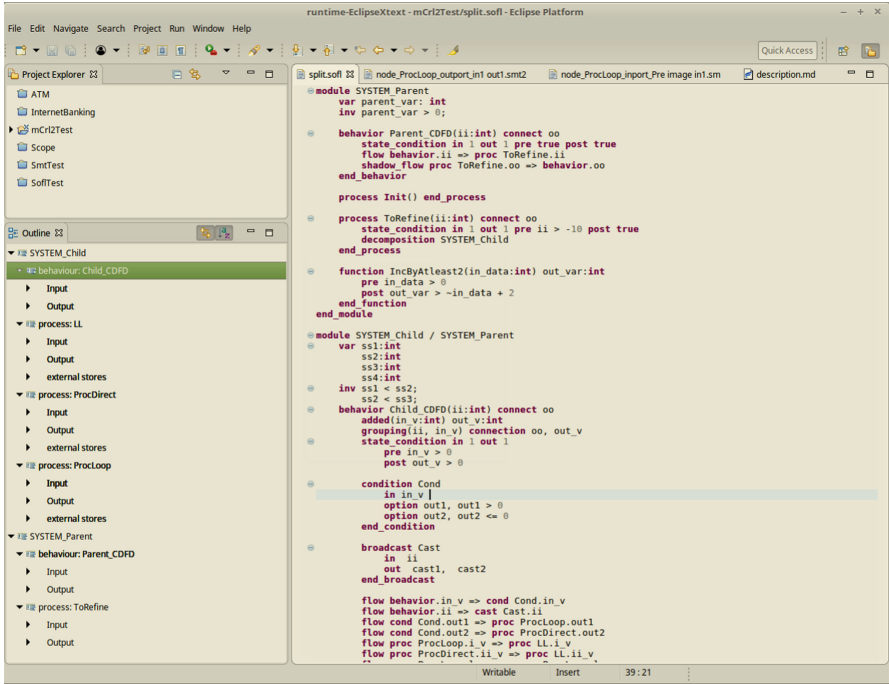 runtime-EclipseXtext - mCrl2Test/split.sofl - Eclipse Platform
File Edit Navigate Search Project Run Window Help
Quick Access
Project Explorer
ATM
InternetBanking
mCrl2Test
Scope
SmtTest
SoflTest
Outline
SYSTEM_Child
behaviour: Child_CDFD
Input
Output
process: LL
Input
Output
external stores
process: ProcDirect
Input
Output
external stores
process: ProcLoop
Input
Output
external stores
SYSTEM_Parent
behaviour: Parent_CDFD
Input
Output
process: ToRefine
Input
Output
split.sofl node_ProcLoop_outport_in1 out1.smt2 node_ProcLoop_inport_Pre image in1.sm description.md
module SYSTEM_Parent
var parent_var: int
inv parent_var > 0;
behavior Parent_CDFD(ii:int) connect oo
state_condition in 1 out 1 pre true post true
flow behavior.ii => proc ToRefine.ii
shadow_flow proc ToRefine.oo => behavior.oo
end_behavior
process Init() end_process
process ToRefine(ii:int) connect oo
state_condition in 1 out 1 pre ii > -10 post true
decomposition SYSTEM_Child
end_process
function IncByAtleast2(in_data:int) out_var:int
pre in_data > 0
post out_var > ~in_data + 2
end_function
end_module
module SYSTEM_Child / SYSTEM_Parent
var ss1:int
ss2:int
ss3:int
ss4:int
inv ss1 < ss2;
ss2 < ss3;
behavior Child_CDFD(ii:int) connect oo
added(in_v:int) out_v:int
grouping(ii, in_v) connection oo, out_v
state_condition in 1 out 1
pre in_v > 0
post out_v > 0
condition Cond
in in_v
option out1, out1 > 0
option out2, out2 <= 0
end_condition
broadcast Cast
in ii
out cast1, cast2
end_broadcast
flow behavior.in_v => cond Cond.in_v
flow behavior.ii => cast Cast.ii
flow cond Cond.out1 => proc ProcLoop.out1
flow cond Cond.out2 => proc ProcDirect.out2
flow proc ProcLoop.i_v => proc LL.i_v
flow proc ProcDirect.ii_v => proc LL.ii_v
Writable Insert 39:21